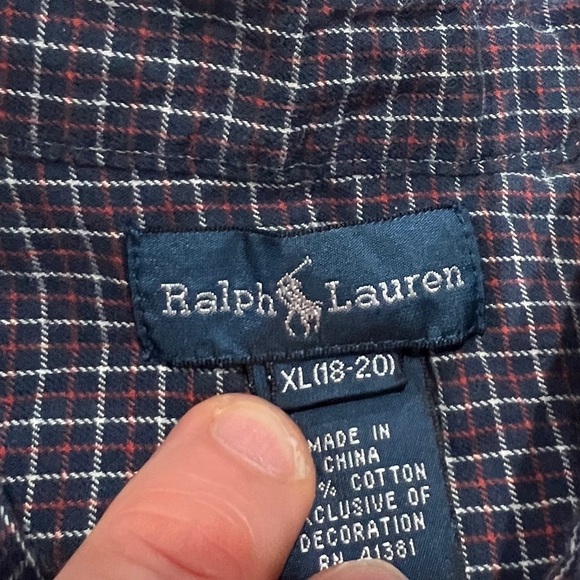 Ralph Lauren
XL(18-20)
MADE IN
CHINA
% COTTON
XCLUSIVE OF
DECORATION
RN 41381